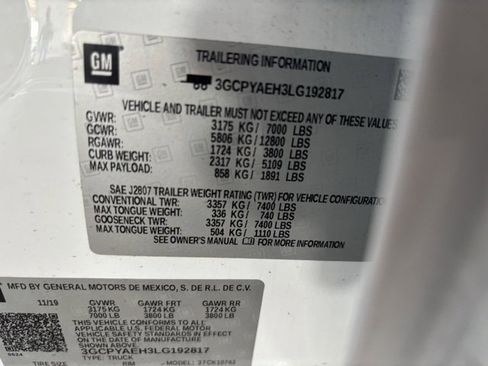 GM
TRAILERING INFORMATION
3GCPYAEH3LG192817
VEHICLE AND TRAILER MUST NOT EXCEED ANY OF THESE VALUES
GVWR: 3175 KG/ 7000 LBS
GCWR: 5806 KG/12800 LBS
RGAWR: 1724 KG/ 3800 LBS
CURB WEIGHT: 2317 KG/ 5109 LBS
MAX PAYLOAD: 858 KG/ 1891 LBS
SAE J2807 TRAILER WEIGHT RATING (TWR) FOR VEHICLE CONFIGURATION
CONVENTIONAL TWR: 3357 KG/ 7400 LBS
MAX TONGUE WEIGHT: 336 KG/ 740 LBS
GOOSENECK TWR: 3357 KG/ 7400 LBS
MAX TONGUE WEIGHT: 504 KG/ 1110 LBS
SEE OWNER'S MANUAL FOR MORE INFORMATION
MFD BY GENERAL MOTORS DE MEXICO, S. DE R.L. DE C.V.
11/19 GVWR GAWR FRT GAWR RR
3175 KG 1724 KG 1724 KG
7000 LB 3800 LB 3800 LB
THIS VEHICLE CONFORMS TO ALL
APPLICABLE U.S. FEDERAL MOTOR
VEHICLE SAFETY STANDARDS IN EFFECT
ON THE DATE OF MANUFACTURE SHOWN ABOVE.
3GCPYAEH3LG192817
TYPE: TRUCK
TIRE SIZE RIM MODEL: